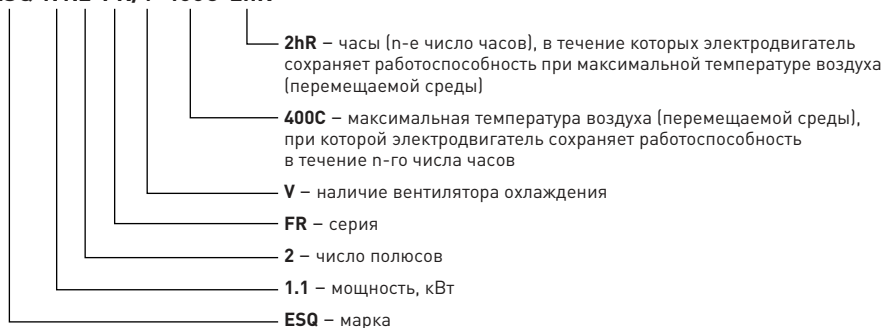 2hR – часы (n-е число часов), в течение которых электродвигатель
сохраняет работоспособность при максимальной температуре воздуха
(перемещаемой среды)
400C – максимальная температура воздуха (перемещаемой среды),
при которой электродвигатель сохраняет работоспособность
в течение n-го числа часов
V – наличие вентилятора охлаждения
FR – серия
2 – число полюсов
1.1 – мощность, кВт
ESQ – марка